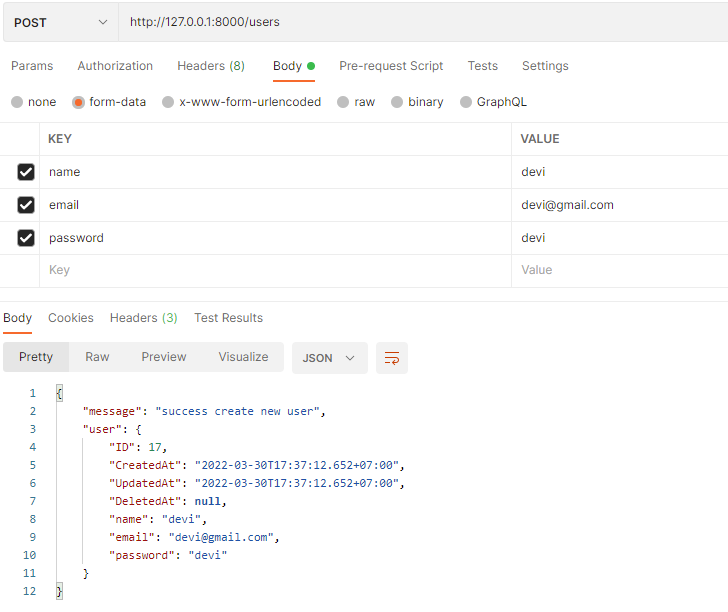 POST http://127.0.0.1:8000/users
Params Authorization Headers (8) Body Pre-request Script Tests Settings
none form-data x-www-form-urlencoded raw binary GraphQL
KEY VALUE
name devi
email devi@gmail.com
password devi
Key Value
Body Cookies Headers (3) Test Results
Pretty Raw Preview Visualize JSON
1 {
2 "message": "success create new user",
3 "user": {
4 "ID": 17,
5 "CreatedAt": "2022-03-30T17:37:12.652+07:00",
6 "UpdatedAt": "2022-03-30T17:37:12.652+07:00",
7 "DeletedAt": null,
8 "name": "devi",
9 "email": "devi@gmail.com",
10 "password": "devi"
11 }
12 }